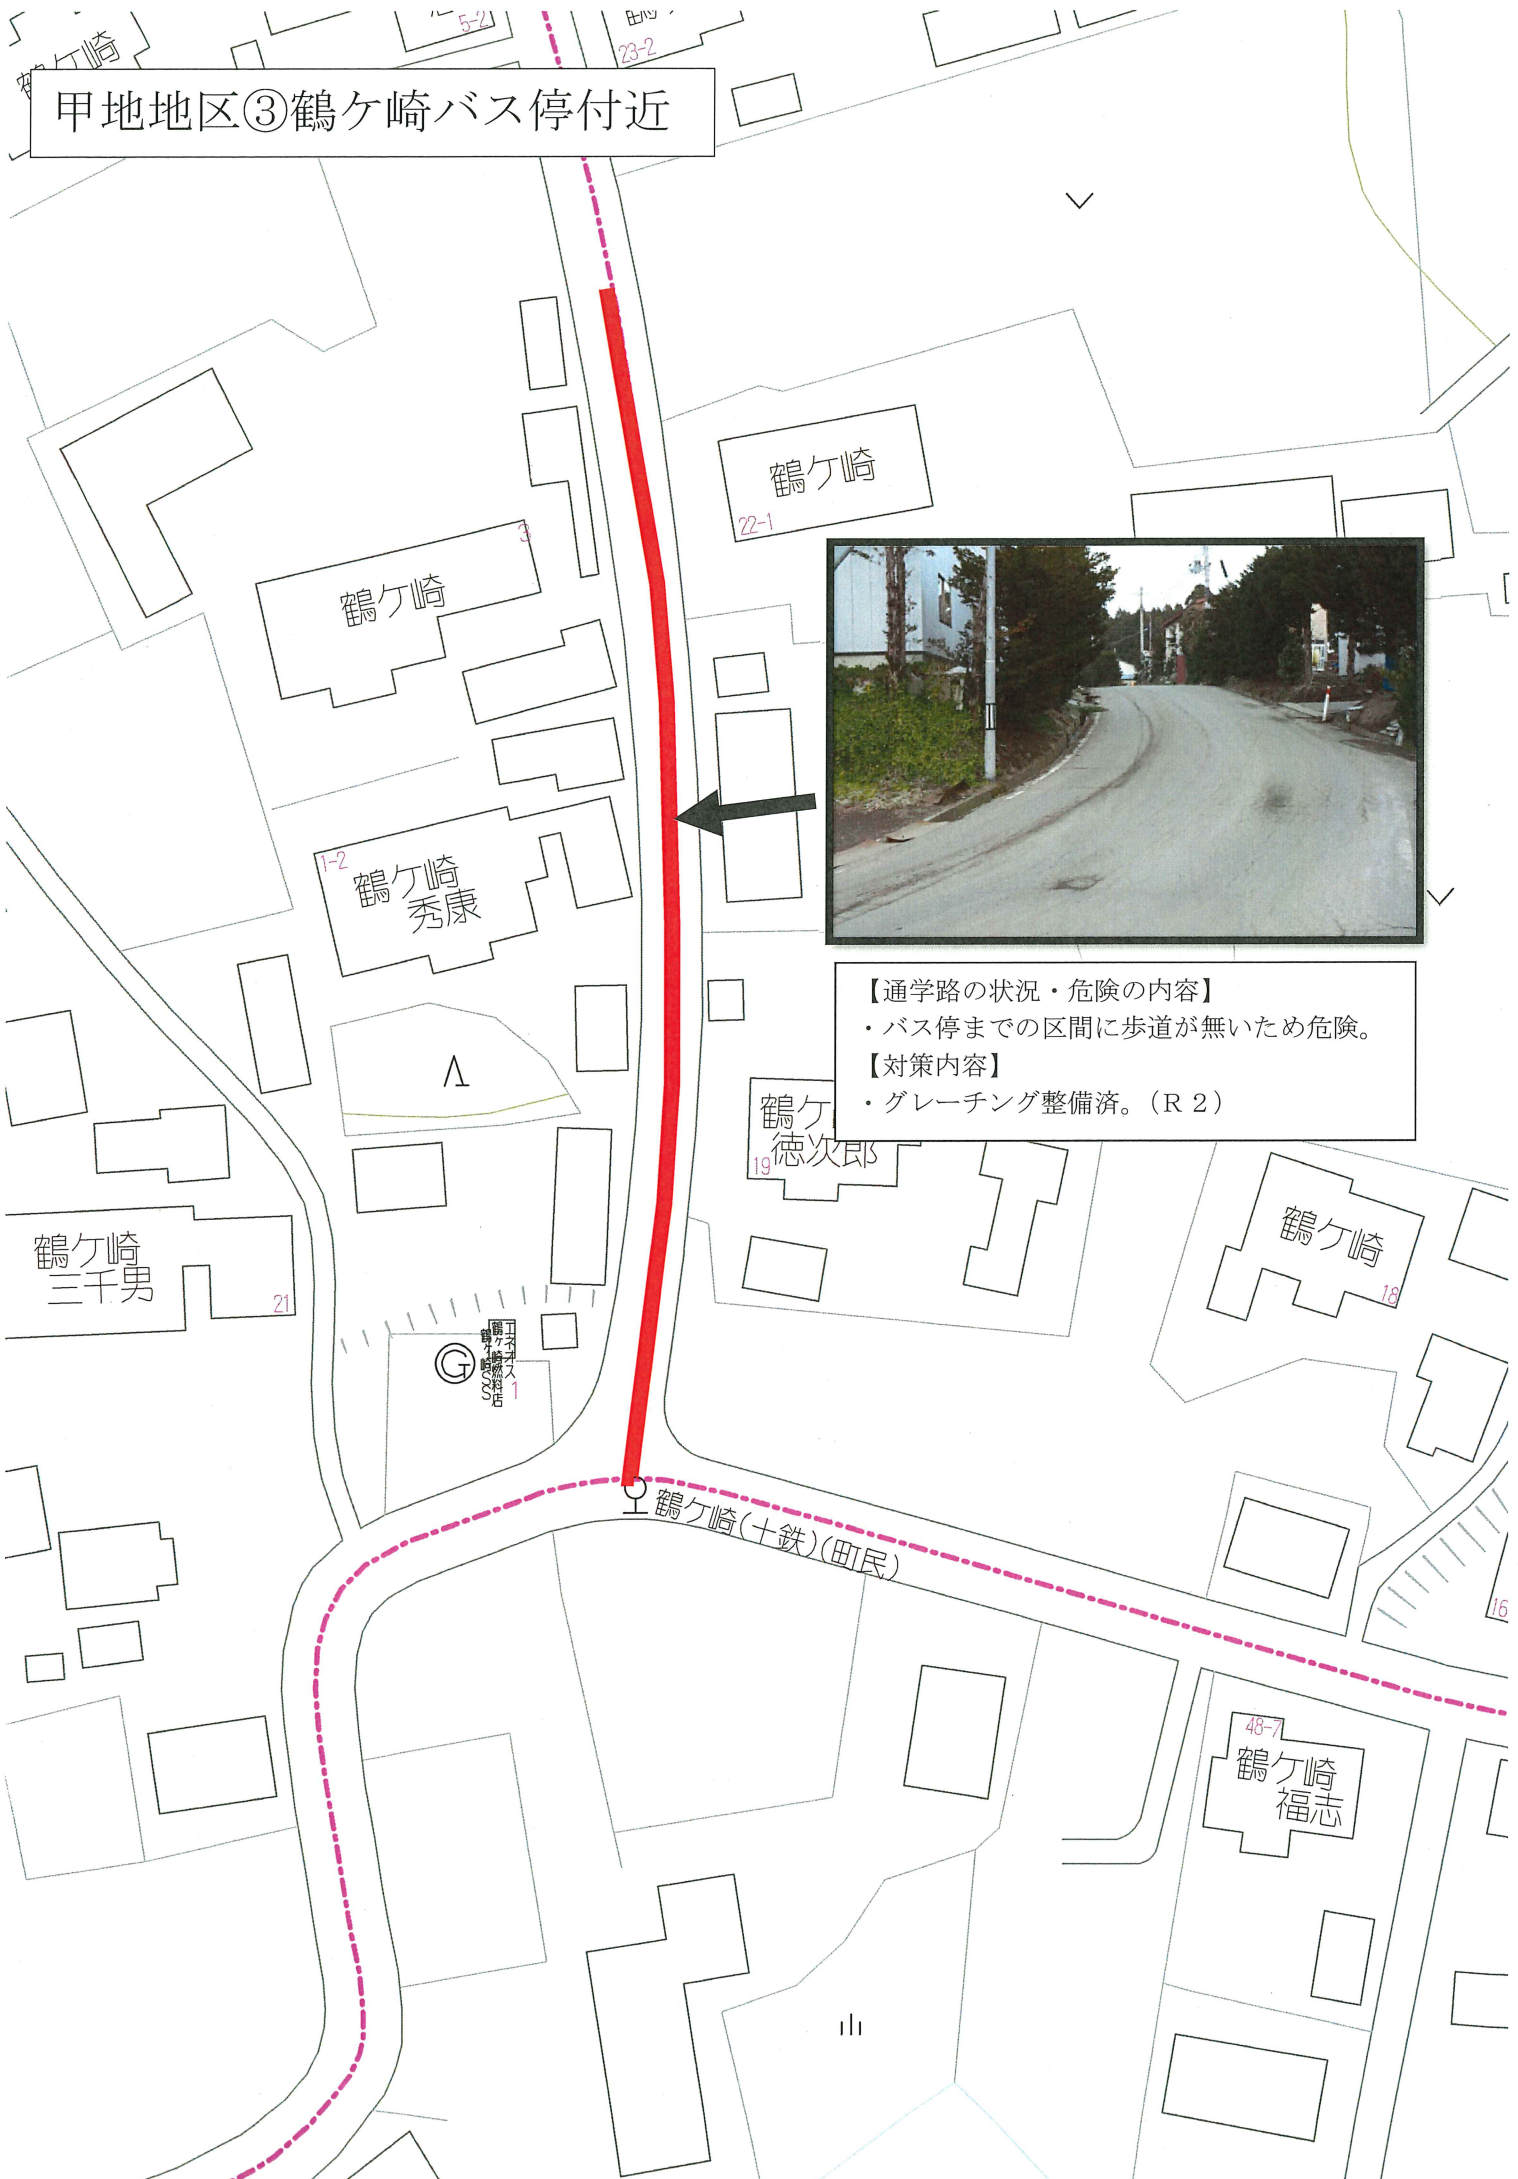 鶴ケ崎
5-2
23-2
甲地地区③鶴ケ崎バス停付近
鶴ケ崎
22-1
3
鶴ケ崎
1-2
鶴ケ崎
秀康
【通学路の状況・危険の内容】
・バス停までの区間に歩道が無いため危険。
【対策内容】
・グレーチング整備済。（R２）
鶴ケ
徳次郎
19
鶴ケ崎
18
鶴ケ崎
三千男
21
エネオス
鶴ヶ崎燃料店
鶴ヶ崎SS
1
G
鶴ケ崎(十鉄)(町民)
16
48-7
鶴ケ崎
福志